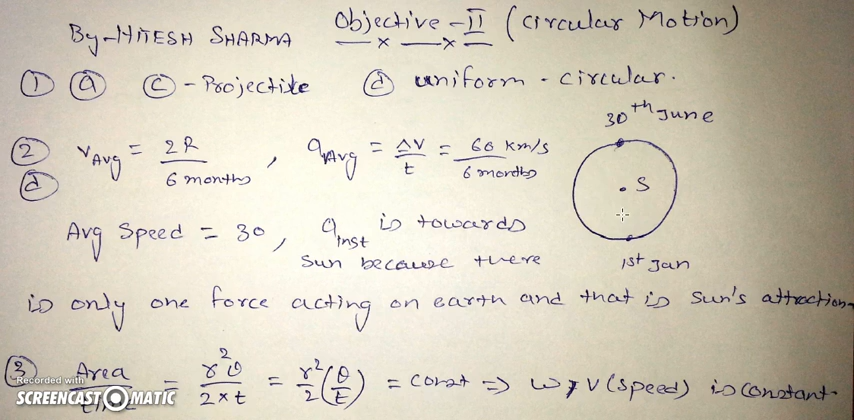 By-HITESH SHARMA Objective-II (Circular Motion)
① ⓐ ⓒ-Projectile ⓓ uniform-circular.
30th June
② V_Avg = 2R / 6 months , a_Avg = ΔV / t = 60 km/s / 6 months
ⓓ
S
Avg Speed = 30, a_inst is towards
1st Jan
Sun because there
is only one force acting on earth and that is sun's attraction
③ Area / time = r²θ / 2×t = r²/2 (θ/t) = const ⇒ ω, V (speed) is constant.
Recorded with
SCREENCAST MATIC